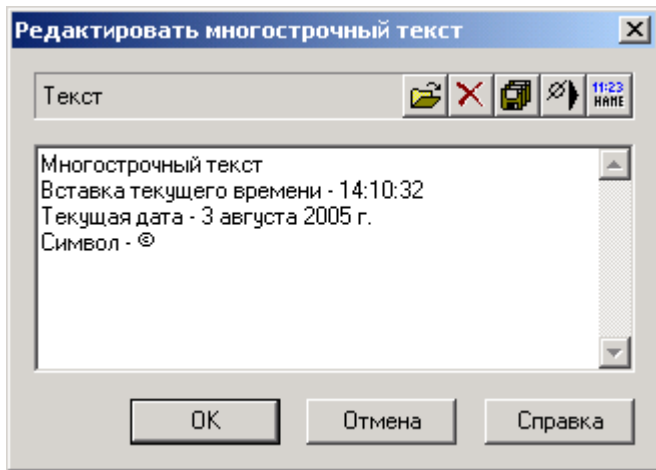 Редактировать многострочный текст
Текст
11:23
NAME
Многострочный текст
Вставка текущего времени - 14:10:32
Текущая дата - 3 августа 2005 г.
Символ - ©
OK
Отмена
Справка